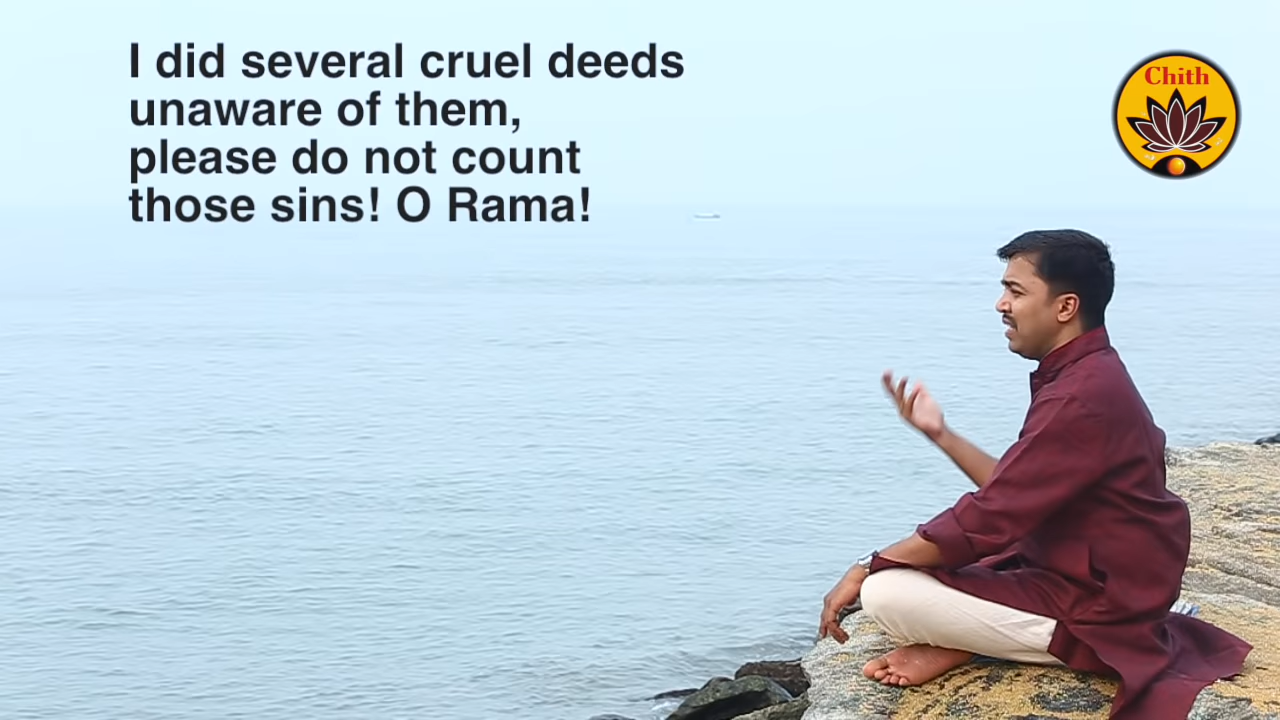 I did several cruel deeds
unaware of them,
please do not count
those sins! O Rama!
Chith